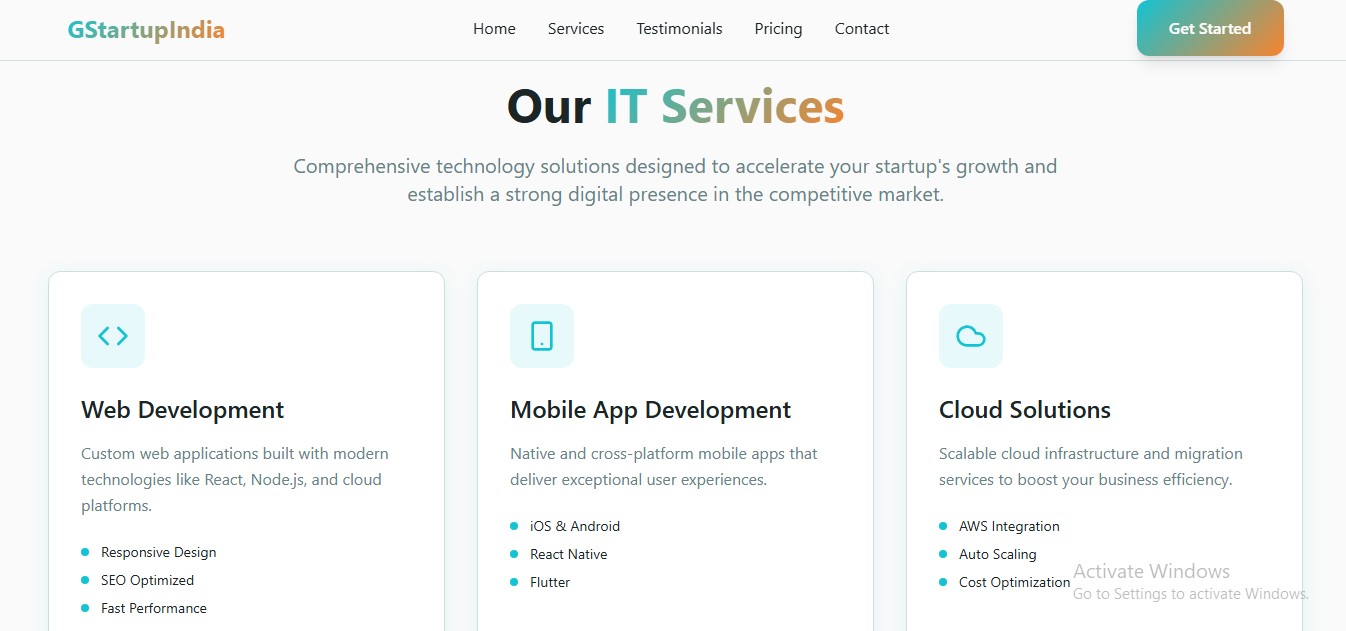 GStartupIndia
Home
Services
Testimonials
Pricing
Contact
Get Started
Our IT Services
Comprehensive technology solutions designed to accelerate your startup's growth and
establish a strong digital presence in the competitive market.
Web Development
Custom web applications built with modern
technologies like React, Node.js, and cloud
platforms.
Responsive Design
SEO Optimized
Fast Performance
Mobile App Development
Native and cross-platform mobile apps that
deliver exceptional user experiences.
iOS & Android
React Native
Flutter
Cloud Solutions
Scalable cloud infrastructure and migration
services to boost your business efficiency.
AWS Integration
Auto Scaling
Cost Optimization
Activate Windows
Go to Settings to activate Windows.